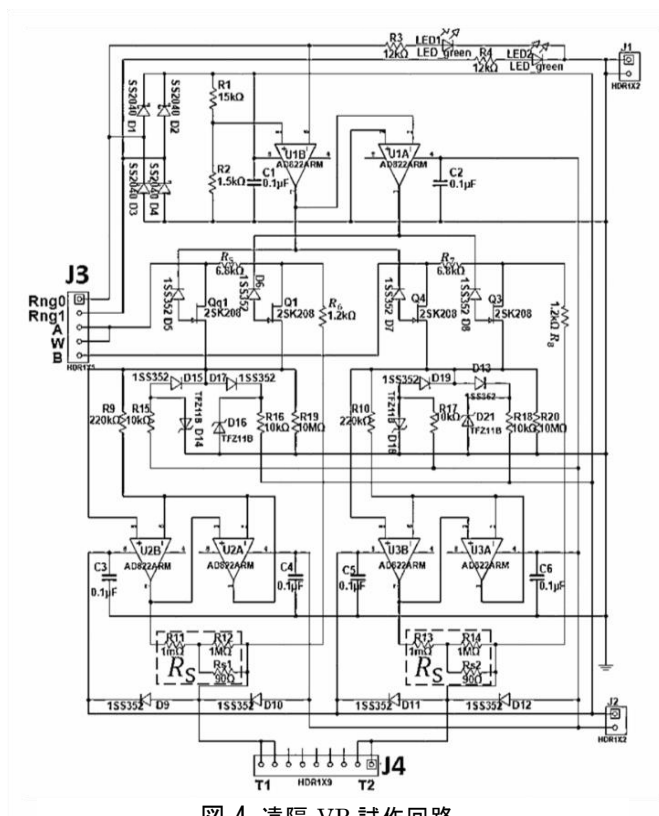 R3
12kΩ
LED1
LED_green
R4
12kΩ
LED2
LED_green
J1
HDR1X2
SS2040 D1
SS2040 D2
R1
15kΩ
R2
1.5kΩ
SS2040 D3
SS2040 D4
C1
0.1µF
U1B
AD822ARM
U1A
AD822ARM
C2
0.1µF
J3
Rng0
Rng1
A
W
B
HDR1X5
R5
6.8kΩ
D6
1SS352
1SS352 D5
Qq1
2SK208
Q1
2SK208
R6
1.2kΩ
R7
6.8kΩ
1SS352 D7
1SS352 D8
Q4
2SK208
Q3
2SK208
1.2kΩ R8
1SS352 D15
D17 1SS352
R9
220kΩ
R15
10kΩ
TFZ11B D14
D16
TFZ11B
R16
10kΩ
R19
10MΩ
1SS352 D19
D13
1SS352
R10
220kΩ
TFZ11B D18
R17
10kΩ
D21
TFZ11B
R18
10kΩ
R20
10MΩ
C3
0.1µF
U2B
AD822ARM
U2A
AD822ARM
C4
0.1µF
C5
0.1µF
U3B
AD822ARM
U3A
AD822ARM
C6
0.1µF
R11
1mΩ
R12
1MΩ
RS
Rs1
90Ω
R13
1mΩ
R14
1MΩ
RS
Rs2
90Ω
1SS352 D9
1SS352 D10
1SS352 D11
1SS352 D12
J2
HDR1X2
J4
T1
HDR1X9
T2
図 4 遠隔 VR 試作回路